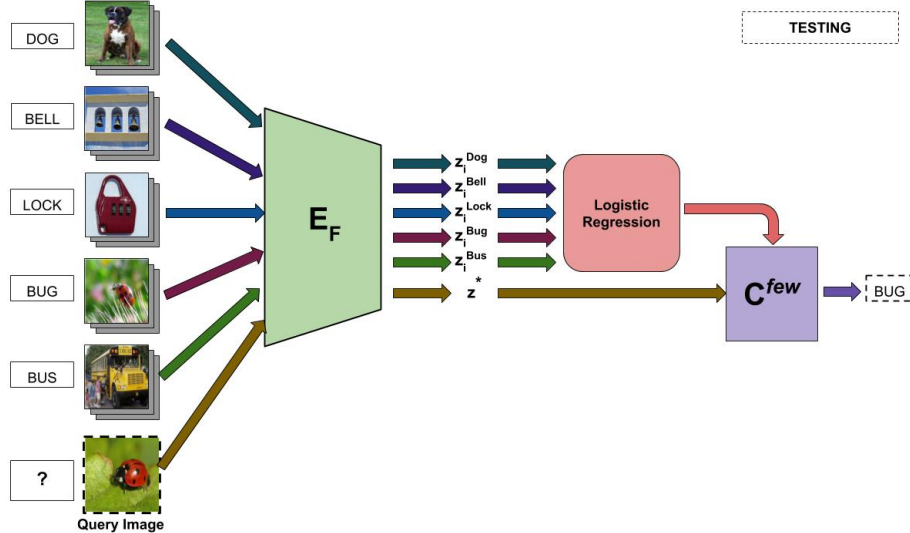 DOG
TESTING
BELL
LOCK
BUG
BUS
?
Query Image
E_F
z_i^Dog
z_i^Bell
z_i^Lock
z_i^Bug
z_i^Bus
z^*
Logistic
Regression
C^few
BUG